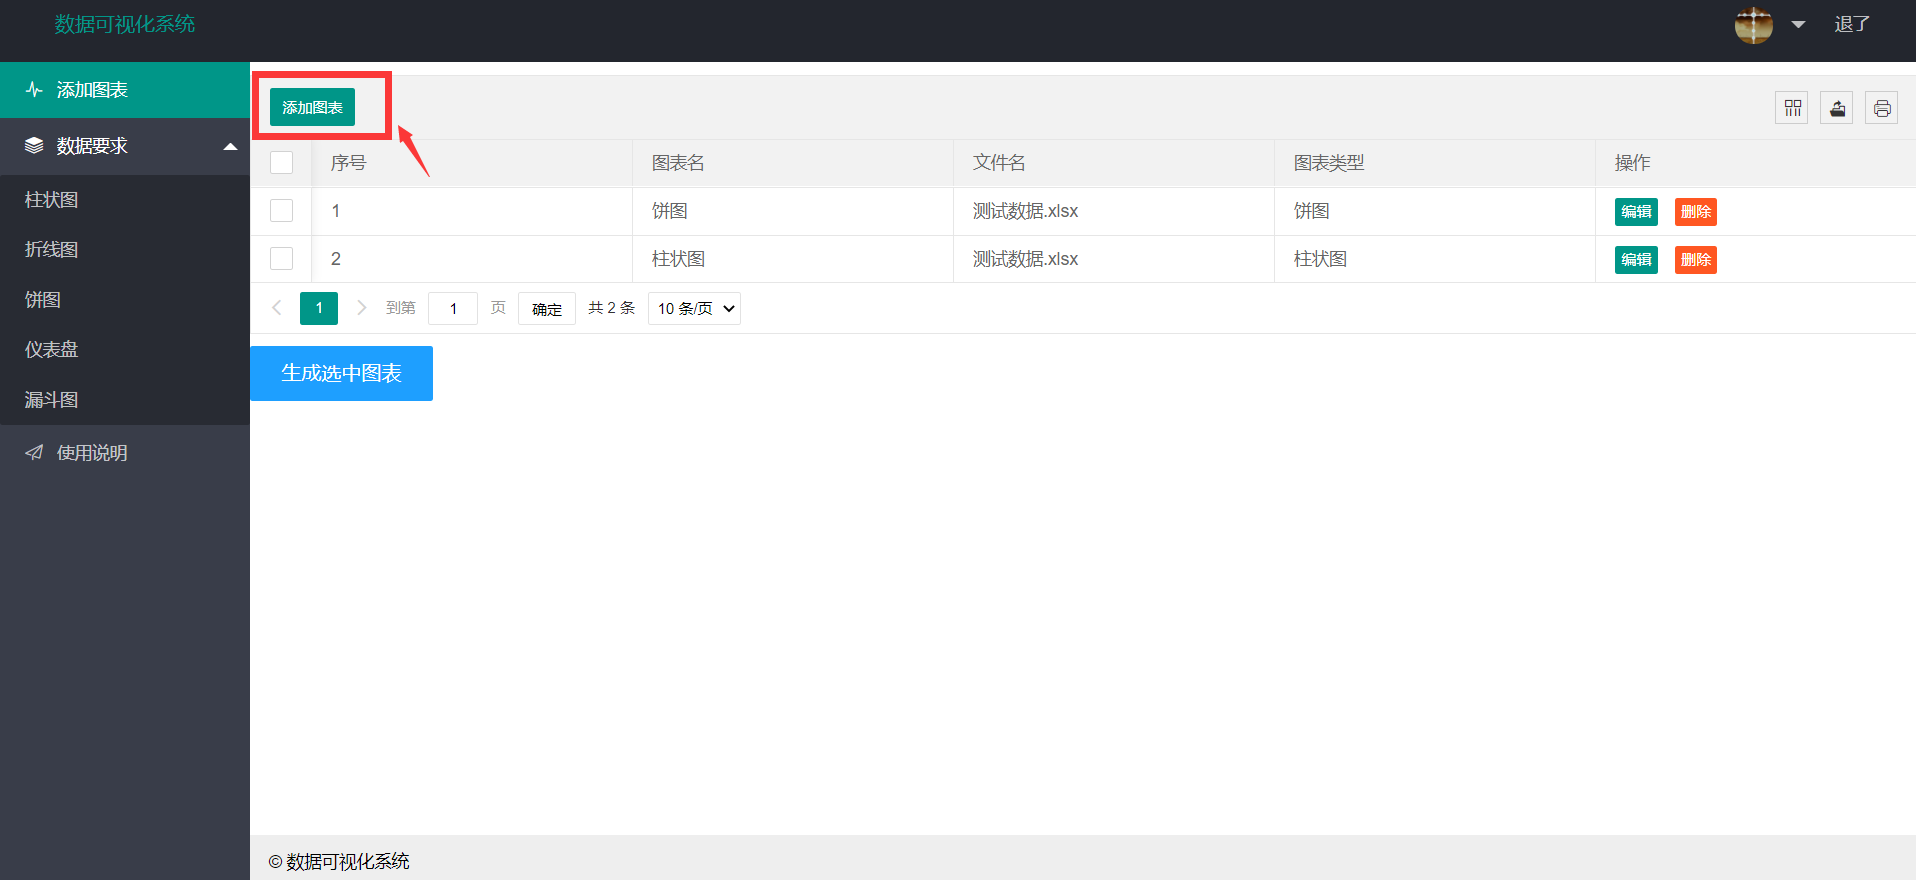 数据可视化系统
退了
添加图表
数据要求
柱状图
折线图
饼图
仪表盘
漏斗图
使用说明
添加图表
序号 图表名 文件名 图表类型 操作
1 饼图 测试数据.xlsx 饼图 编辑 删除
2 柱状图 测试数据.xlsx 柱状图 编辑 删除
1 到第 1 页 确定 共 2 条 10 条/页
生成选中图表
© 数据可视化系统